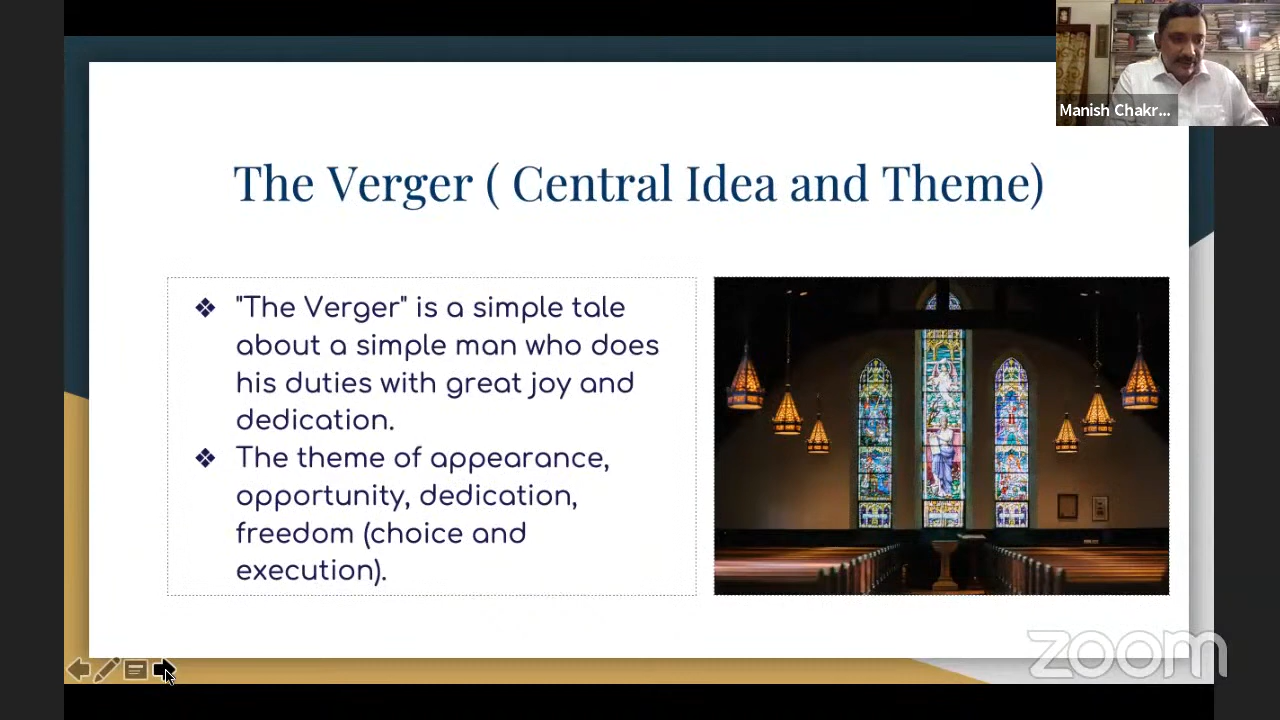 Manish Chakr...
The Verger ( Central Idea and Theme)
❖ "The Verger" is a simple tale
about a simple man who does
his duties with great joy and
dedication.
❖ The theme of appearance,
opportunity, dedication,
freedom (choice and
execution).
zoom